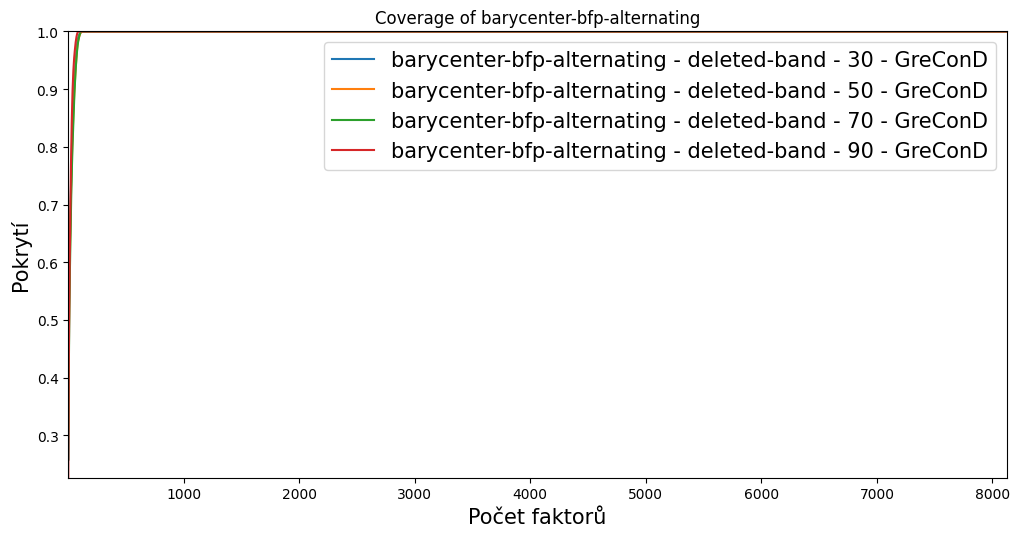 Coverage of barycenter-bfp-alternating
1.0
0.9
0.8
0.7
0.6
0.5
0.4
0.3
Pokrytí
barycenter-bfp-alternating - deleted-band - 30 - GreConD
barycenter-bfp-alternating - deleted-band - 50 - GreConD
barycenter-bfp-alternating - deleted-band - 70 - GreConD
barycenter-bfp-alternating - deleted-band - 90 - GreConD
1000 2000 3000 4000 5000 6000 7000 8000
Počet faktorů